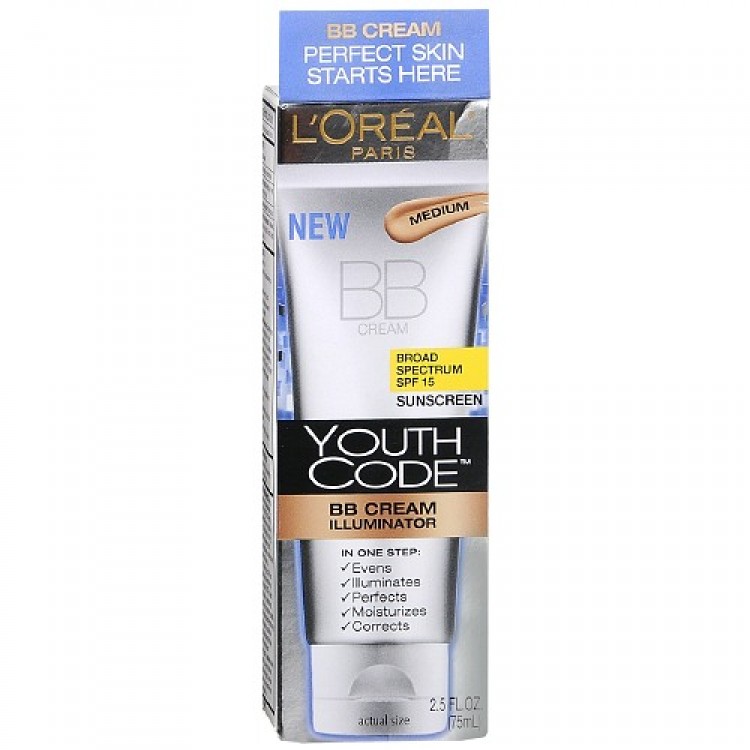 BB CREAM
PERFECT SKIN
STARTS HERE
L'ORÉAL
PARIS
NEW
MEDIUM
BB
CREAM
BROAD
SPECTRUM
SPF 15
SUNSCREEN
YOUTH
CODE™
BB CREAM
ILLUMINATOR
IN ONE STEP:
✓Evens
✓Illuminates
✓Perfects
✓Moisturizes
✓Corrects
2.5 FL.OZ.
(75mL)
actual size